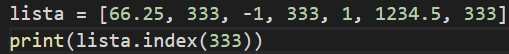 lista = [66.25, 333, -1, 333, 1, 1234.5, 333]
print(lista.index(333))